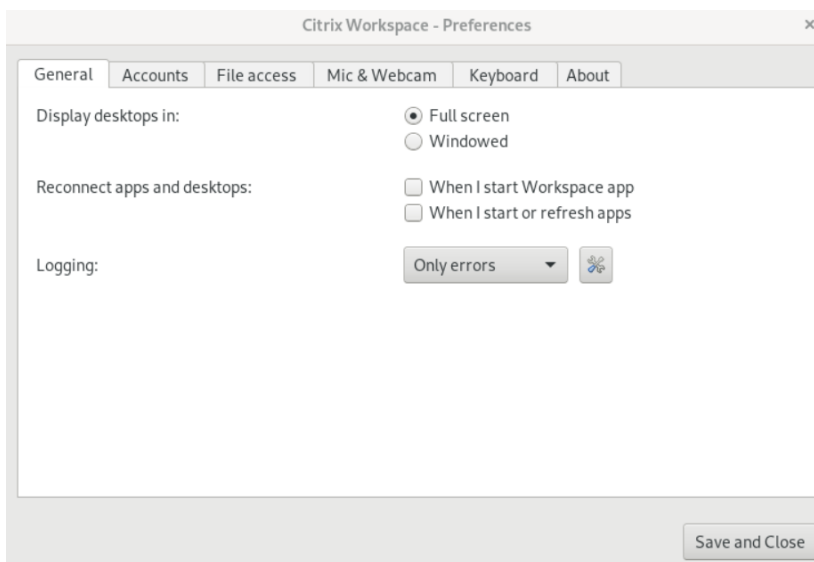 Citrix Workspace - Preferences
General Accounts File access Mic & Webcam Keyboard About
Display desktops in: Full screen
Windowed
Reconnect apps and desktops: When I start Workspace app
When I start or refresh apps
Logging: Only errors
Save and Close